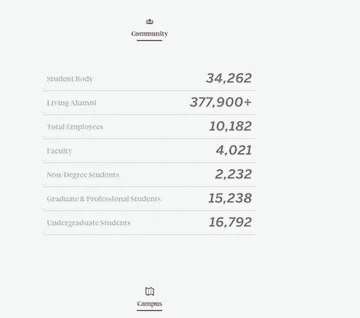 Community
Student Body 34,262
Living Alumni 377,900+
Total Employees 10,182
Faculty 4,021
Non-Degree Students 2,232
Graduate & Professional Students 15,238
Undergraduate Students 16,792
Campus